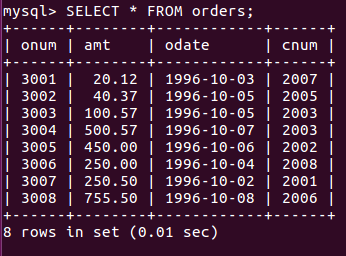 mysql> SELECT * FROM orders;
+------+--------+------------+------+
| onum | amt    | odate      | cnum |
+------+--------+------------+------+
| 3001 |  20.12 | 1996-10-03 | 2007 |
| 3002 |  40.37 | 1996-10-05 | 2005 |
| 3003 | 100.57 | 1996-10-05 | 2003 |
| 3004 | 500.57 | 1996-10-07 | 2003 |
| 3005 | 450.00 | 1996-10-06 | 2002 |
| 3006 | 250.00 | 1996-10-04 | 2008 |
| 3007 | 250.50 | 1996-10-02 | 2001 |
| 3008 | 755.50 | 1996-10-08 | 2006 |
+------+--------+------------+------+
8 rows in set (0.01 sec)